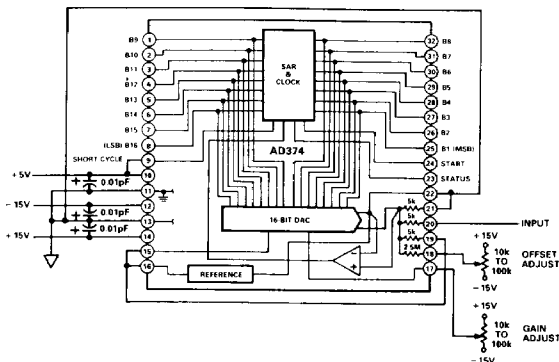 B9 1
B10 2
B11 3
B12 4
B13 5
B14 6
B15 7
(LSB) B16 8
SHORT CYCLE 9
10
11
12
13
14
15
16
+5V
+ 0.01pF
-15V
+ 0.01pF
+15V
+ 0.01pF
SAR
&
CLOCK
AD374
16-BIT DAC
REFERENCE
32 B8
31 B7
30 B6
29 B5
28 B4
27 B3
26 B2
25 B1 (MSB)
24 START
23 STATUS
22
5k 21
5k 20 INPUT
5k 19
2.5M 18
17
+15V
10k
TO
100k
OFFSET
ADJUST
-15V
+15V
10k
TO
100k
GAIN
ADJUST
-15V